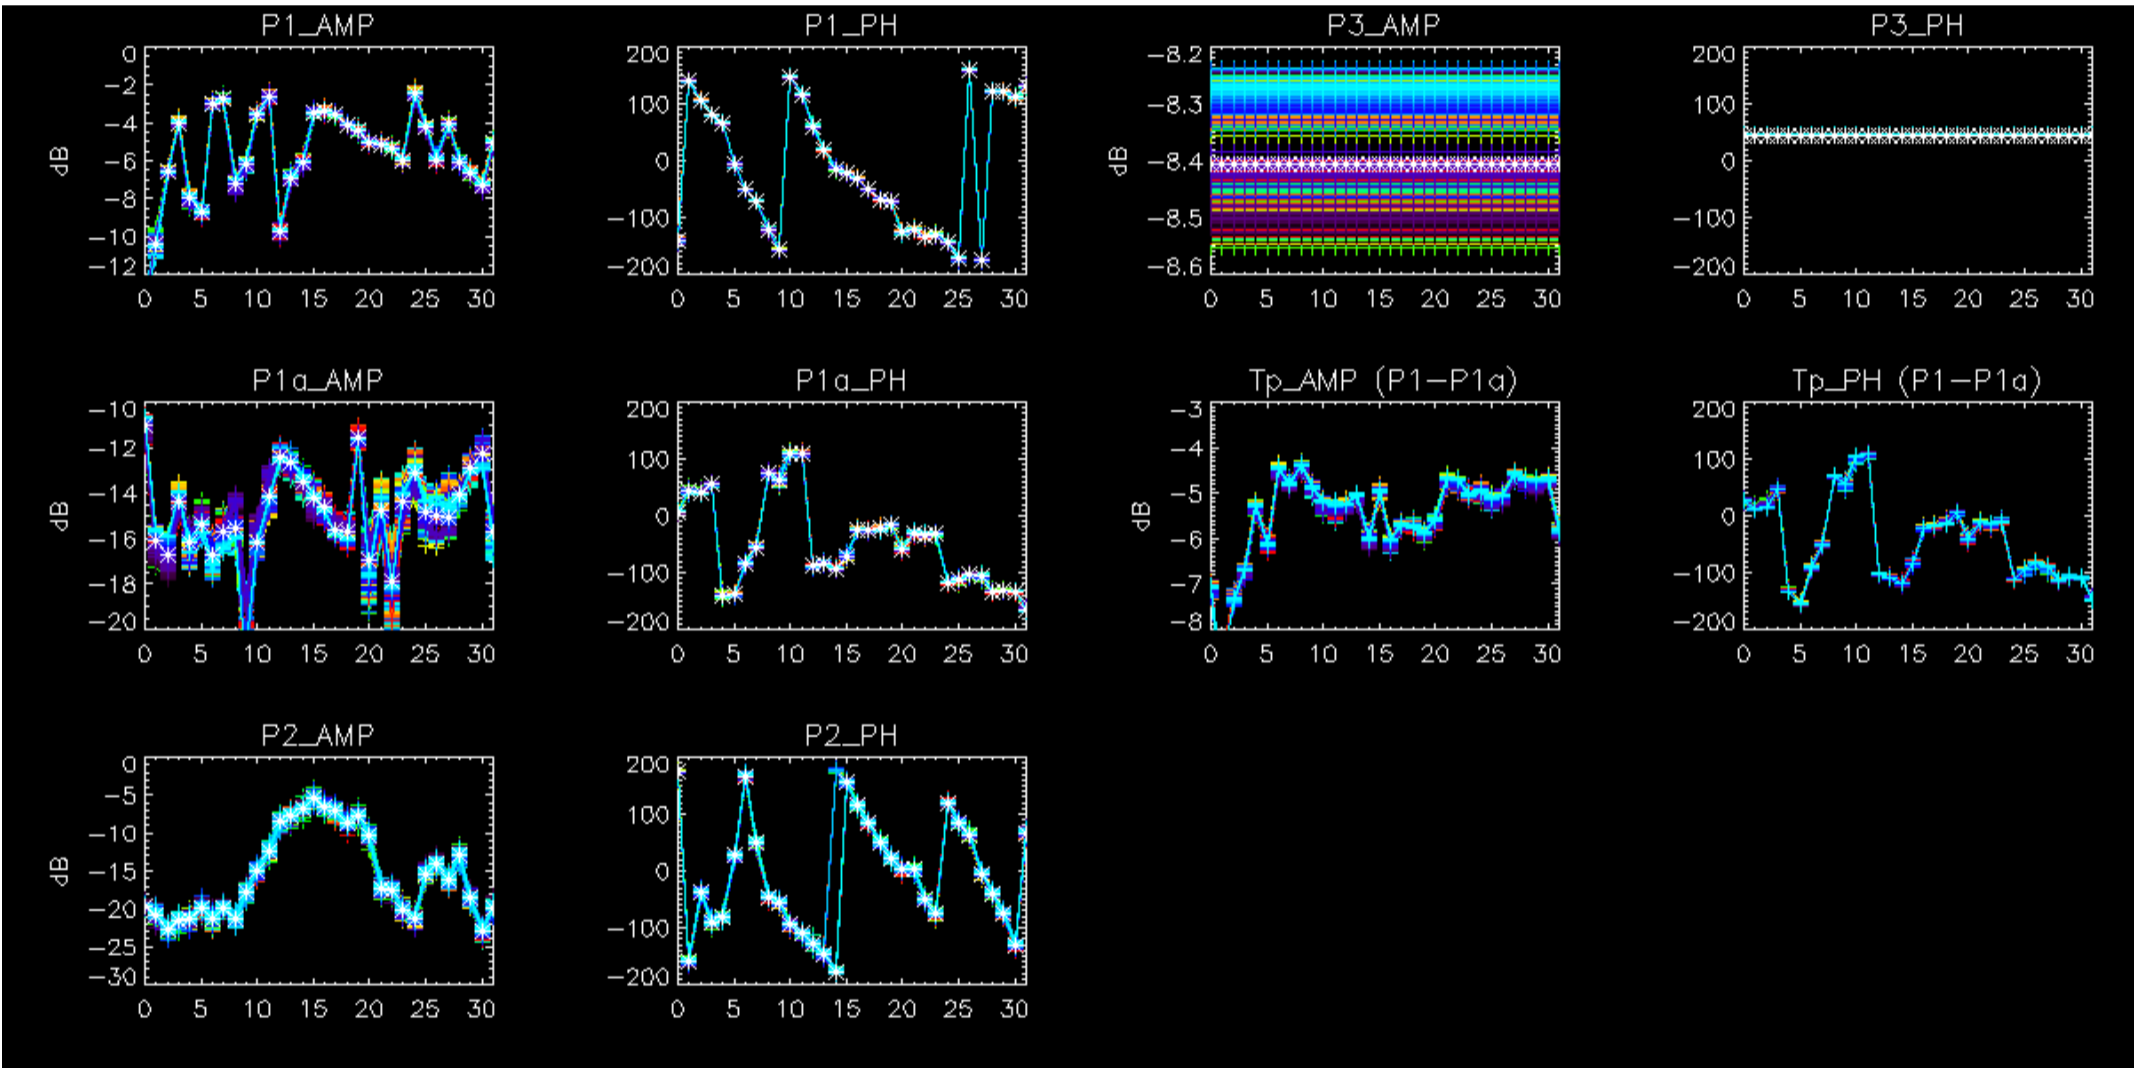 P1_AMP P1_PH P3_AMP P3_PH
0 200 -8.2 200
-2 100 -8.3 100
-4 0 -8.4 0
-6 -100 -8.5 -100
-8 -200 -8.6 -200
-10
-12
dB dB
0 5 10 15 20 25 30 0 5 10 15 20 25 30 0 5 10 15 20 25 30 0 5 10 15 20 25 30
P1a_AMP P1a_PH Tp_AMP (P1-P1a) Tp_PH (P1-P1a)
-10 200 -3 200
-12 100 -4 100
-14 0 -5 0
-16 -100 -6 -100
-18 -200 -7 -200
-20 -8
dB dB
0 5 10 15 20 25 30 0 5 10 15 20 25 30 0 5 10 15 20 25 30 0 5 10 15 20 25 30
P2_AMP P2_PH
0 200
-5 100
-10 0
-15 -100
-20 -200
-25
-30
dB
0 5 10 15 20 25 30 0 5 10 15 20 25 30